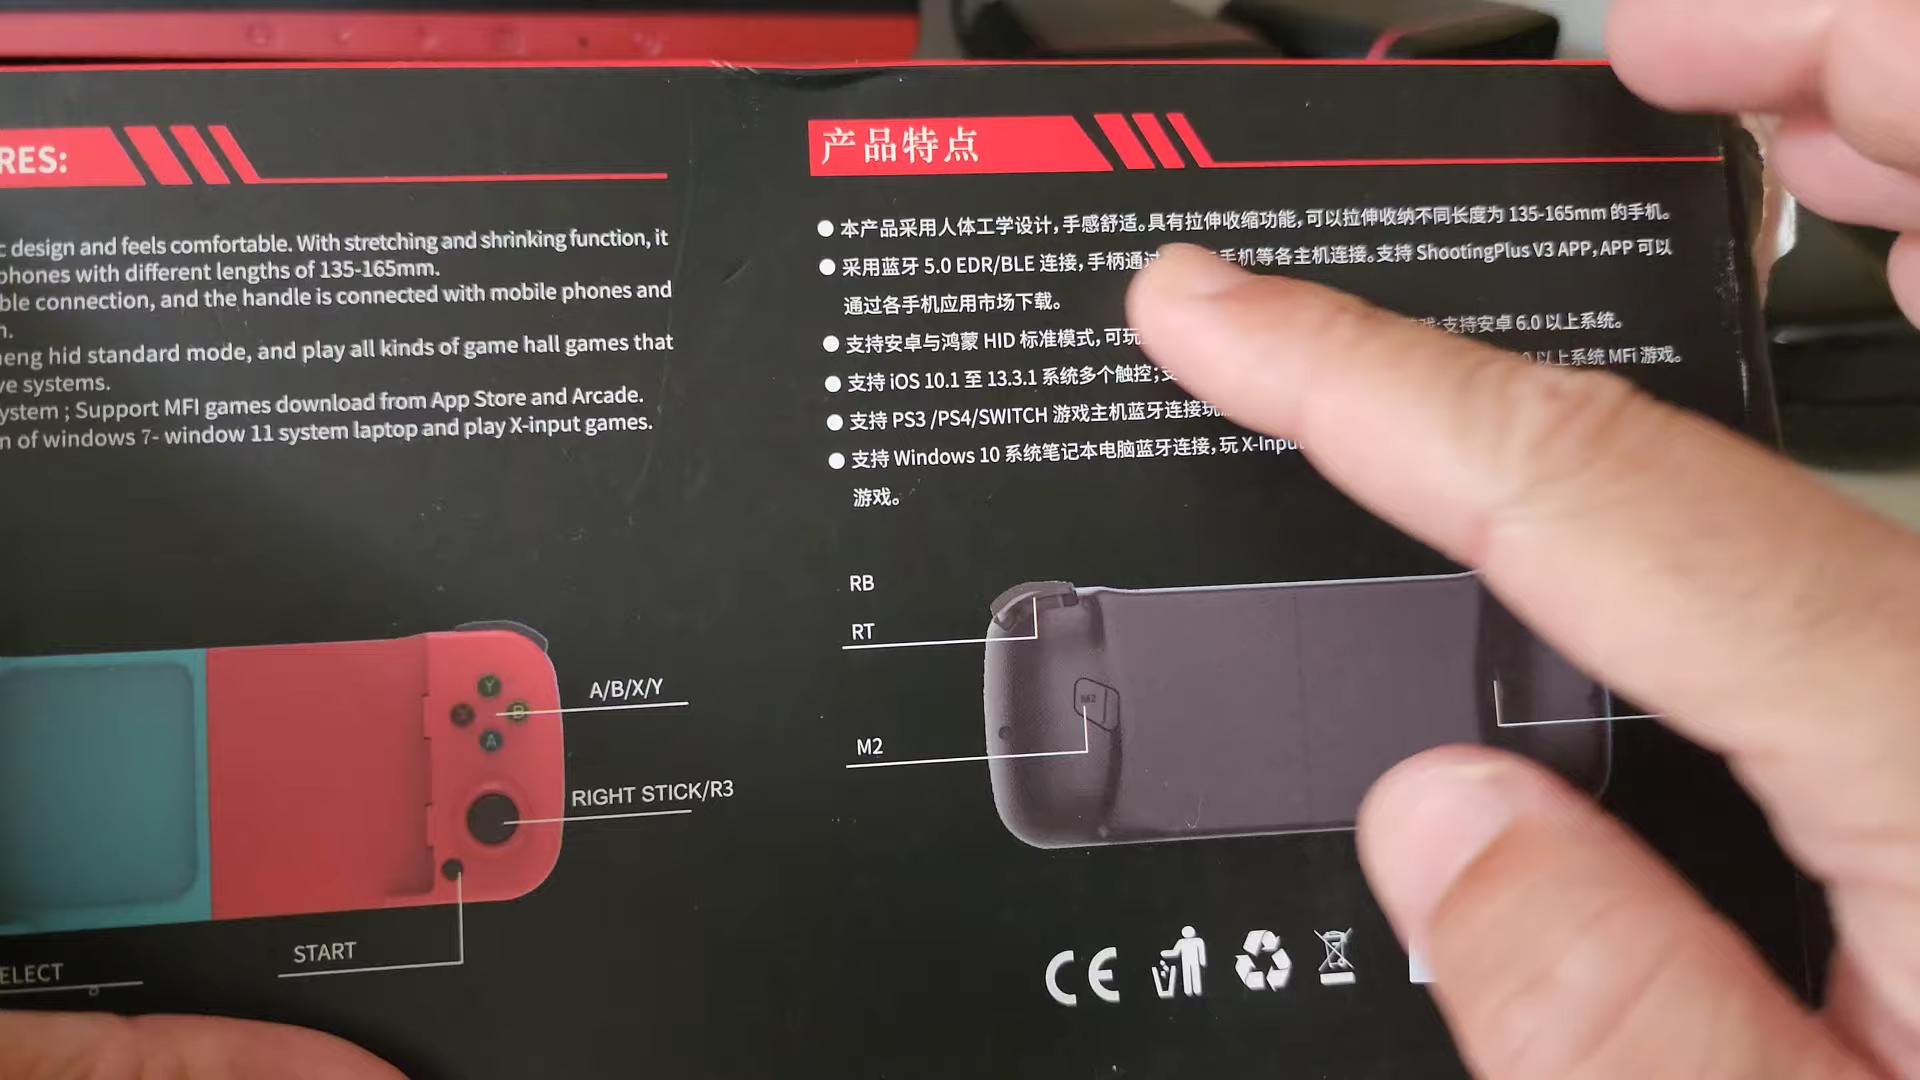 RES:
design and feels comfortable. With stretching and shrinking function, it
phones with different lengths of 135-165mm.
ble connection, and the handle is connected with mobile phones and
eng hid standard mode, and play all kinds of game hall games that
ve systems.
ystem ; Support MFI games download from App Store and Arcade.
n of windows 7- window 11 system laptop and play X-input games.
A/B/X/Y
RIGHT STICK/R3
START
ELECT
Y
X
B
A
产品特点
● 本产品采用人体工学设计,手感舒适。具有拉伸收缩功能,可以拉伸收纳不同长度为 135-165mm 的手机。
● 采用蓝牙 5.0 EDR/BLE 连接,手柄通过 手机等各主机连接。支持 ShootingPlus V3 APP,APP 可以
通过各手机应用市场下载。
● 支持安卓与鸿蒙 HID 标准模式,可玩 支持安卓 6.0 以上系统。
● 支持 iOS 10.1 至 13.3.1 系统多个触控; 以上系统 MFi 游戏。
● 支持 PS3 /PS4/SWITCH 游戏主机蓝牙连接玩
● 支持 Windows 10 系统笔记本电脑蓝牙连接,玩 X-Input
游戏。
RB
RT
M2
M2
CE